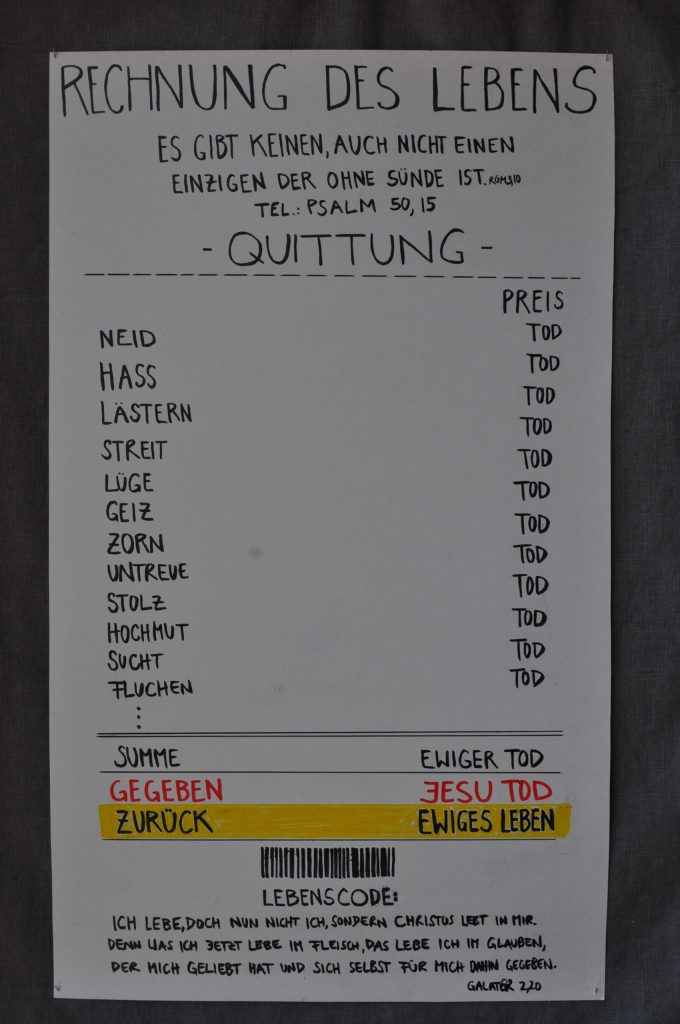 RECHNUNG DES LEBENS
ES GIBT KEINEN, AUCH NICHT EINEN
EINZIGEN DER OHNE SÜNDE IST. RÖM 3,10
TEL.: PSALM 50,15
- QUITTUNG -
PREIS
NEID TOD
HASS TOD
LÄSTERN TOD
STREIT TOD
LÜGE TOD
GEIZ TOD
ZORN TOD
UNTREUE TOD
STOLZ TOD
HOCHMUT TOD
SUCHT TOD
FLUCHEN TOD
⋮
SUMME EWIGER TOD
GEGEBEN JESU TOD
ZURÜCK EWIGES LEBEN
LEBENSCODE:
ICH LEBE, DOCH NUN NICHT ICH, SONDERN CHRISTUS LEBT IN MIR.
DENN WAS ICH JETZT LEBE IM FLEISCH, DAS LEBE ICH IM GLAUBEN,
DER MICH GELIEBT HAT UND SICH SELBST FÜR MICH DAHIN GEGEBEN.
GALATER 2,20